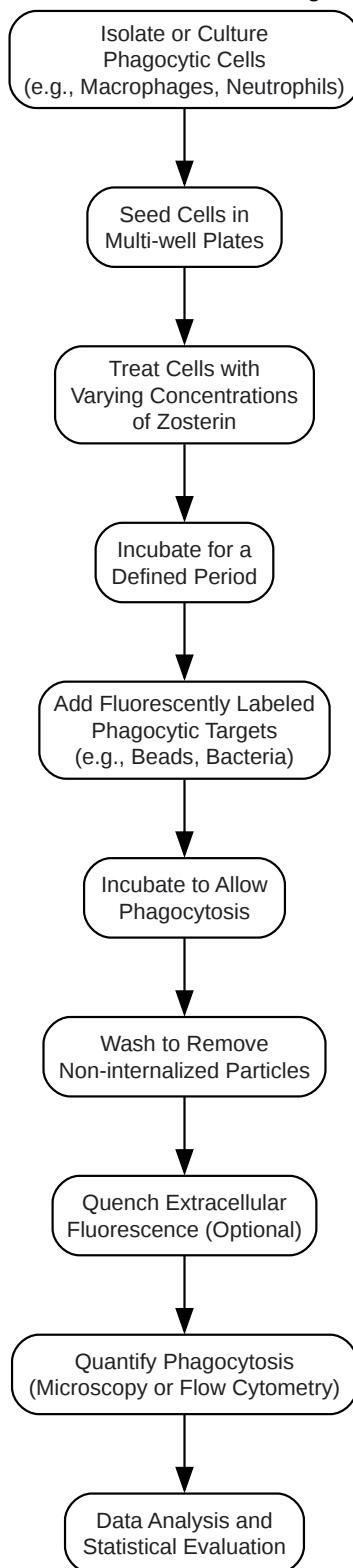 Isolate or Culture
Phagocytic Cells
(e.g., Macrophages, Neutrophils)
Seed Cells in
Multi-well Plates
Treat Cells with
Varying Concentrations
of Zosterin
Incubate for a
Defined Period
Add Fluorescently Labeled
Phagocytic Targets
(e.g., Beads, Bacteria)
Incubate to Allow
Phagocytosis
Wash to Remove
Non-internalized Particles
Quench Extracellular
Fluorescence (Optional)
Quantify Phagocytosis
(Microscopy or Flow Cytometry)
Data Analysis and
Statistical Evaluation